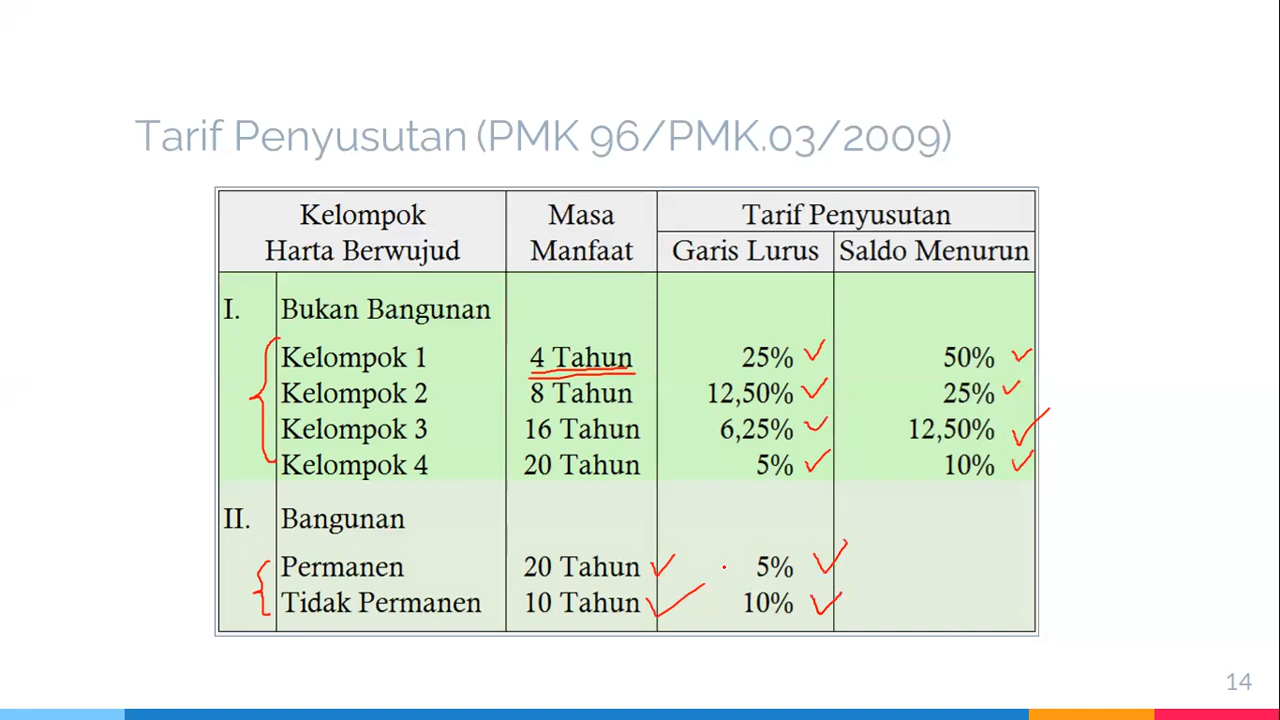 Tarif Penyusutan (PMK 96/PMK.03/2009)
Kelompok Harta Berwujud Masa Manfaat Tarif Penyusutan
Garis Lurus Saldo Menurun
I. Bukan Bangunan
Kelompok 1 4 Tahun 25% 50%
Kelompok 2 8 Tahun 12,50% 25%
Kelompok 3 16 Tahun 6,25% 12,50%
Kelompok 4 20 Tahun 5% 10%
II. Bangunan
Permanen 20 Tahun 5%
Tidak Permanen 10 Tahun 10%
14